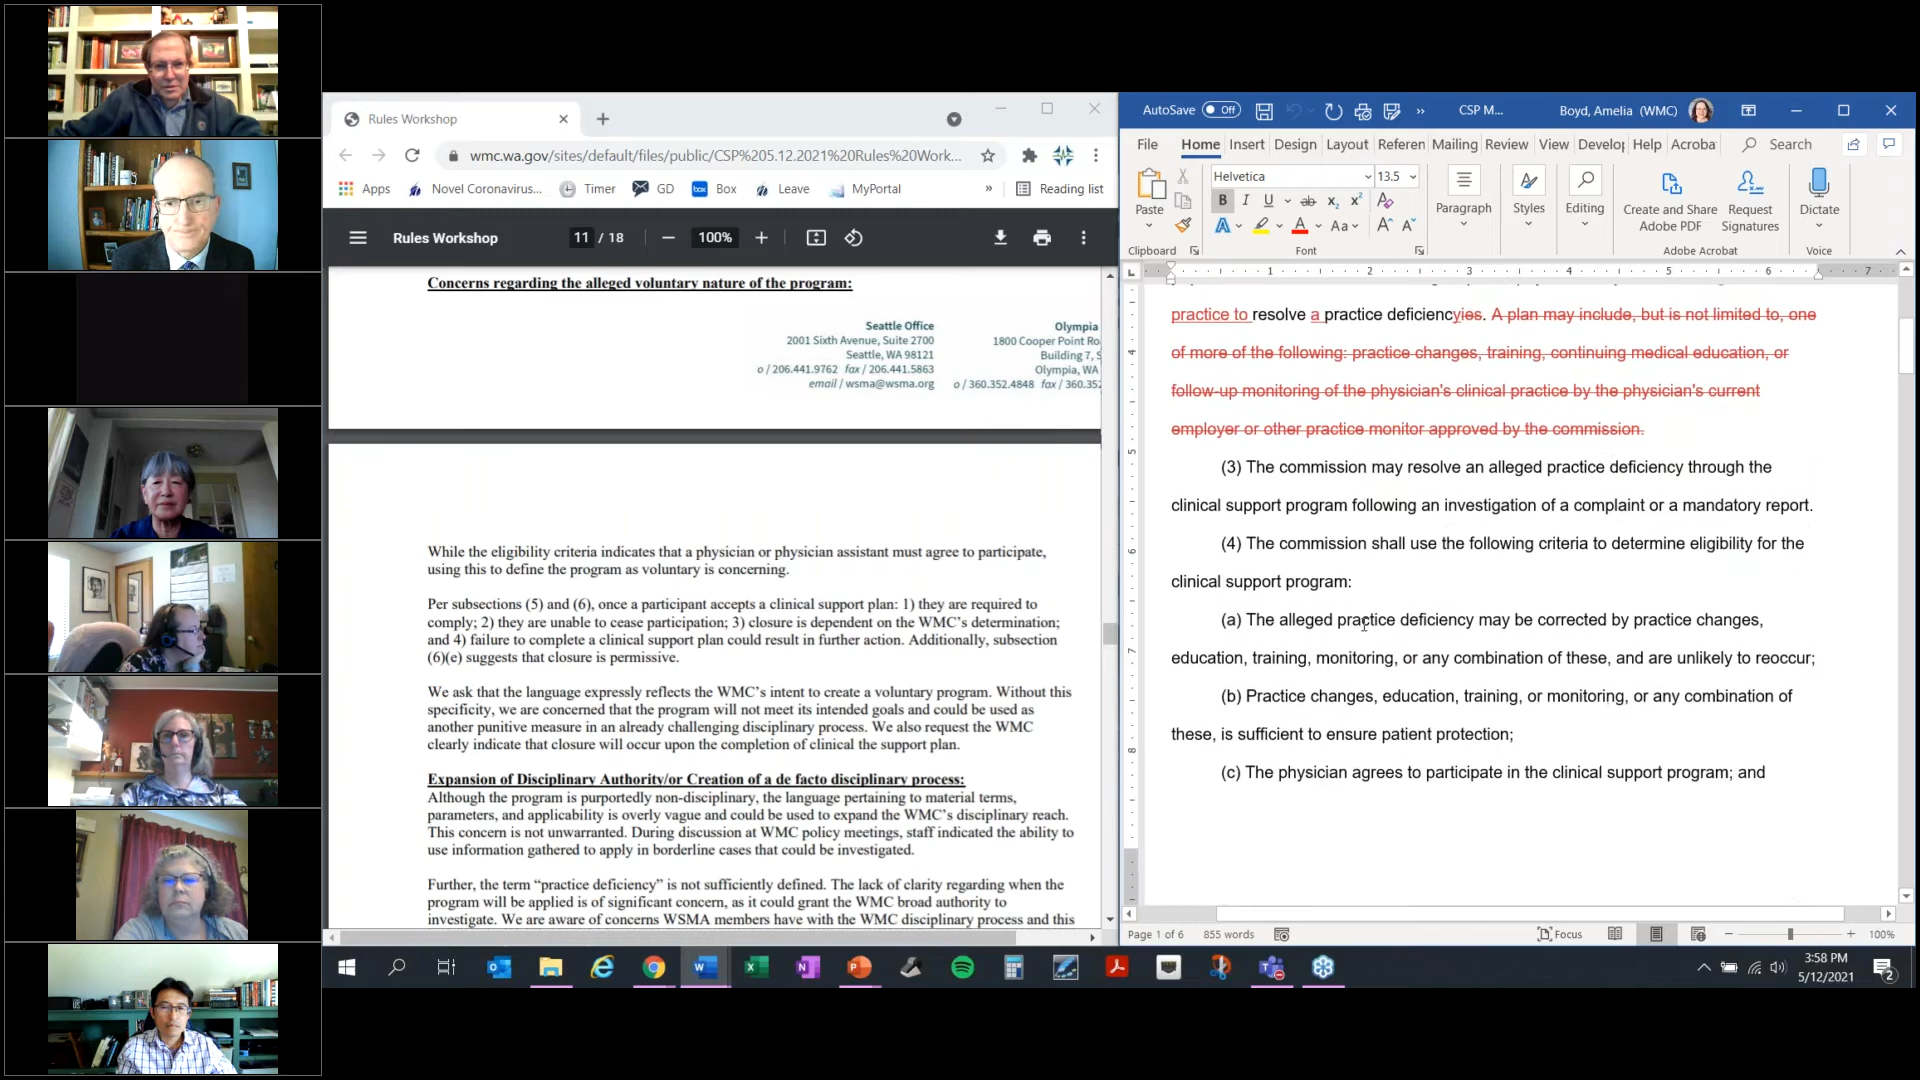 Rules Workshop
wmc.wa.gov/sites/default/files/public/CSP%205.12.2021%20Rules%20Work...
Apps
Novel Coronavirus...
Timer
GD
box
Box
Leave
MyPortal
»
Reading list
Rules Workshop
11 / 18
100%
Concerns regarding the alleged voluntary nature of the program:
Seattle Office
2001 Sixth Avenue, Suite 2700
Seattle, WA 98121
o / 206.441.9762 fax / 206.441.5863
email / wsma@wsma.org
Olympia
1800 Cooper Point Ro
Building 7, S
Olympia, WA
o / 360.352.4848 fax / 360.352
While the eligibility criteria indicates that a physician or physician assistant must agree to participate,
using this to define the program as voluntary is concerning.
Per subsections (5) and (6), once a participant accepts a clinical support plan: 1) they are required to
comply; 2) they are unable to cease participation; 3) closure is dependent on the WMC's determination;
and 4) failure to complete a clinical support plan could result in further action. Additionally, subsection
(6)(e) suggests that closure is permissive.
We ask that the language expressly reflects the WMC's intent to create a voluntary program. Without this
specificity, we are concerned that the program will not meet its intended goals and could be used as
another punitive measure in an already challenging disciplinary process. We also request the WMC
clearly indicate that closure will occur upon the completion of clinical the support plan.
Expansion of Disciplinary Authority/or Creation of a de facto disciplinary process:
Although the program is purportedly non-disciplinary, the language pertaining to material terms,
parameters, and applicability is overly vague and could be used to expand the WMC's disciplinary reach.
This concern is not unwarranted. During discussion at WMC policy meetings, staff indicated the ability to
use information gathered to apply in borderline cases that could be investigated.
Further, the term "practice deficiency" is not sufficiently defined. The lack of clarity regarding when the
program will be applied is of significant concern, as it could grant the WMC broad authority to
investigate. We are aware of concerns WSMA members have with the WMC disciplinary process and this
AutoSave Off
CSP M...
Boyd, Amelia (WMC)
File Home Insert Design Layout Referen Mailing Review View Develop Help Acroba Search
Helvetica 13.5
Paste
Clipboard
Font
Paragraph
Styles
Editing
Create and Share
Adobe PDF
Request
Signatures
Adobe Acrobat
Dictate
Voice
1 2 3 4 5 6 7
practice to resolve a practice deficiencyies. A plan may include, but is not limited to, one
of more of the following: practice changes, training, continuing medical education, or
follow-up monitoring of the physician's clinical practice by the physician's current
employer or other practice monitor approved by the commission.
(3) The commission may resolve an alleged practice deficiency through the
clinical support program following an investigation of a complaint or a mandatory report.
(4) The commission shall use the following criteria to determine eligibility for the
clinical support program:
(a) The alleged practice deficiency may be corrected by practice changes,
education, training, monitoring, or any combination of these, and are unlikely to reoccur;
(b) Practice changes, education, training, or monitoring, or any combination of
these, is sufficient to ensure patient protection;
(c) The physician agrees to participate in the clinical support program; and
Page 1 of 6
855 words
Focus
100%
3:58 PM
5/12/2021
2